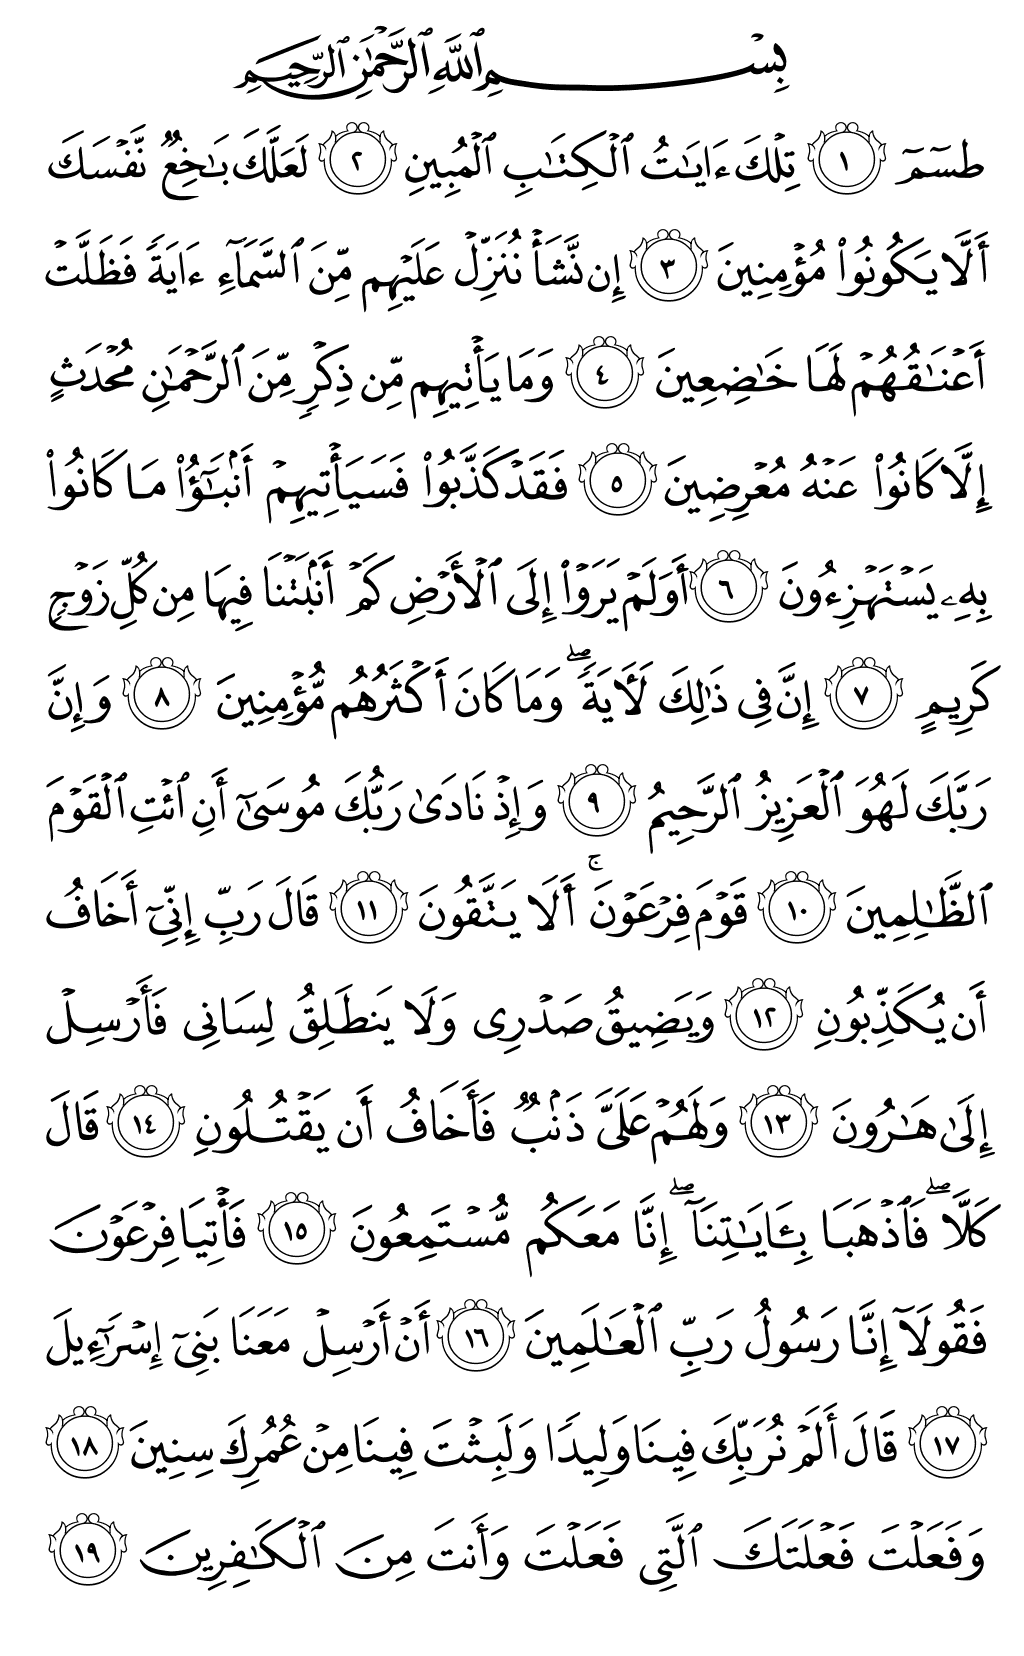 بِسْمِ ٱللَّهِ ٱلرَّحْمَٰنِ ٱلرَّحِيمِ
طسٓمٓ ١ تِلْكَ ءَايَٰتُ ٱلْكِتَٰبِ ٱلْمُبِينِ ٢ لَعَلَّكَ بَٰخِعٌ نَّفْسَكَ
أَلَّا يَكُونُوا۟ مُؤْمِنِينَ ٣ إِن نَّشَأْ نُنَزِّلْ عَلَيْهِم مِّنَ ٱلسَّمَآءِ ءَايَةً فَظَلَّتْ
أَعْنَٰقُهُمْ لَهَا خَٰضِعِينَ ٤ وَمَا يَأْتِيهِم مِّن ذِكْرٍ مِّنَ ٱلرَّحْمَٰنِ مُحْدَثٍ
إِلَّا كَانُوا۟ عَنْهُ مُعْرِضِينَ ٥ فَقَدْ كَذَّبُوا۟ فَسَيَأْتِيهِمْ أَنۢبَٰٓؤُا۟ مَا كَانُوا۟
بِهِۦ يَسْتَهْزِءُونَ ٦ أَوَلَمْ يَرَوْا۟ إِلَى ٱلْأَرْضِ كَمْ أَنۢبَتْنَا فِيهَا مِن كُلِّ زَوْجٍ
كَرِيمٍ ٧ إِنَّ فِى ذَٰلِكَ لَءَايَةً ۖ وَمَا كَانَ أَكْثَرُهُم مُّؤْمِنِينَ ٨ وَإِنَّ
رَبَّكَ لَهُوَ ٱلْعَزِيزُ ٱلرَّحِيمُ ٩ وَإِذْ نَادَىٰ رَبُّكَ مُوسَىٰٓ أَنِ ٱئْتِ ٱلْقَوْمَ
ٱلظَّٰلِمِينَ ١٠ قَوْمَ فِرْعَوْنَ ۚ أَلَا يَتَّقُونَ ١١ قَالَ رَبِّ إِنِّىٓ أَخَافُ
أَن يُكَذِّبُونِ ١٢ وَيَضِيقُ صَدْرِى وَلَا يَنطَلِقُ لِسَانِى فَأَرْسِلْ
إِلَىٰ هَٰرُونَ ١٣ وَلَهُمْ عَلَىَّ ذَنۢبٌ فَأَخَافُ أَن يَقْتُلُونِ ١٤ قَالَ
كَلَّا ۖ فَٱذْهَبَا بِـَٔايَٰتِنَآ ۖ إِنَّا مَعَكُم مُّسْتَمِعُونَ ١٥ فَأْتِيَا فِرْعَوْنَ
فَقُولَآ إِنَّا رَسُولُ رَبِّ ٱلْعَٰلَمِينَ ١٦ أَنْ أَرْسِلْ مَعَنَا بَنِىٓ إِسْرَٰٓءِيلَ
١٧ قَالَ أَلَمْ نُرَبِّكَ فِينَا وَلِيدًا وَلَبِثْتَ فِينَا مِنْ عُمُرِكَ سِنِينَ ١٨
وَفَعَلْتَ فَعْلَتَكَ ٱلَّتِى فَعَلْتَ وَأَنتَ مِنَ ٱلْكَٰفِرِينَ ١٩